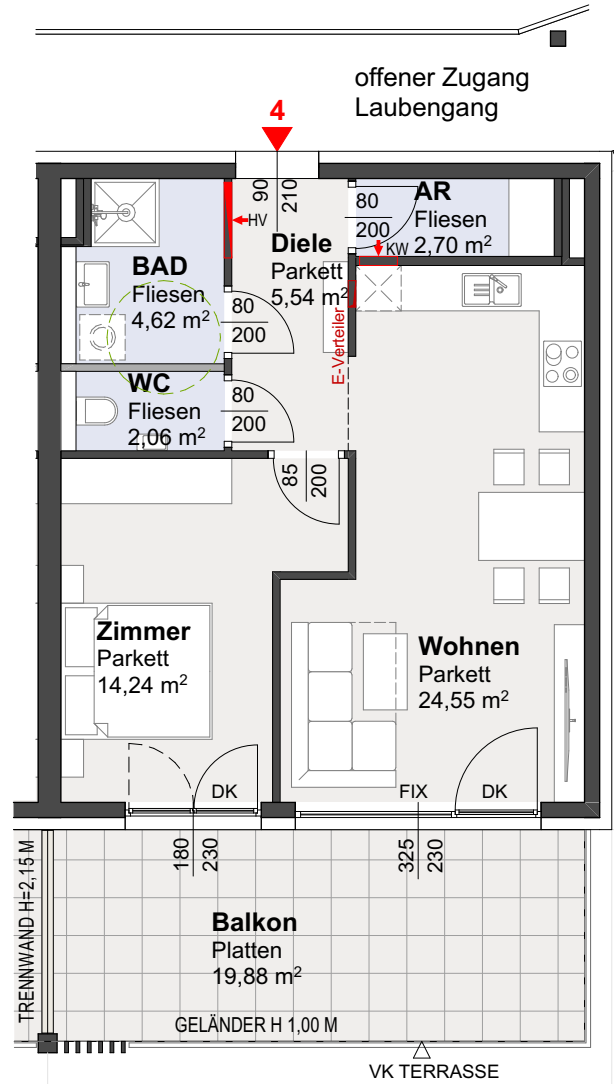 offener Zugang
Laubengang
4
90
210
AR
Fliesen
2,70 m²
80
200
HV
KW
Diele
Parkett
5,54 m²
BAD
Fliesen
4,62 m²
80
200
E-Verteiler
WC
Fliesen
2,06 m²
80
200
85
200
Zimmer
Parkett
14,24 m²
Wohnen
Parkett
24,55 m²
DK
FIX
DK
180
230
325
230
TRENNWAND H=2,15 M
Balkon
Platten
19,88 m²
GELÄNDER H 1,00 M
VK TERRASSE